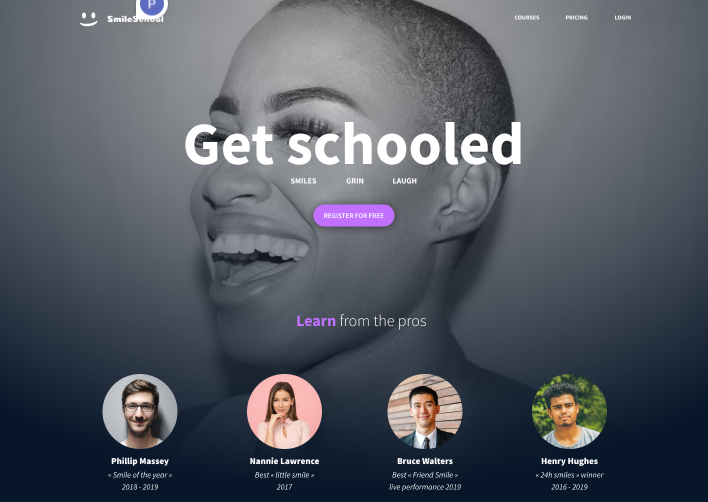 SmileSchool
P
COURSES PRICING LOGIN
Get schooled
SMILES GRIN LAUGH
REGISTER FOR FREE
Learn from the pros
Phillip Massey
« Smile of the year »
2018 - 2019
Nannie Lawrence
Best « little smile »
2017
Bruce Walters
Best « Friend Smile »
live performance 2019
Henry Hughes
« 24h smiles » winner
2016 - 2019